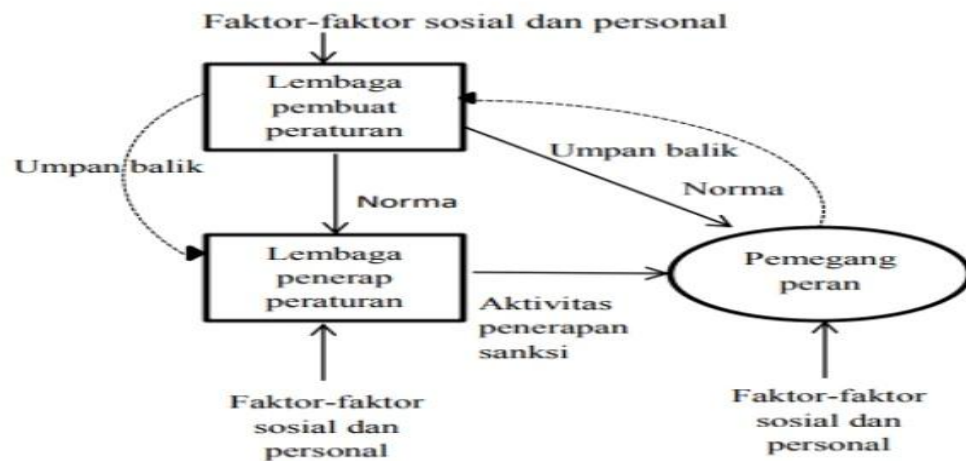 Faktor-faktor sosial dan personal
Lembaga
pembuat
peraturan
Umpan balik
Umpan balik
Norma
Norma
Lembaga
penerap
peraturan
Pemegang
peran
Aktivitas
penerapan
sanksi
Faktor-faktor
sosial dan
personal
Faktor-faktor
sosial dan
personal